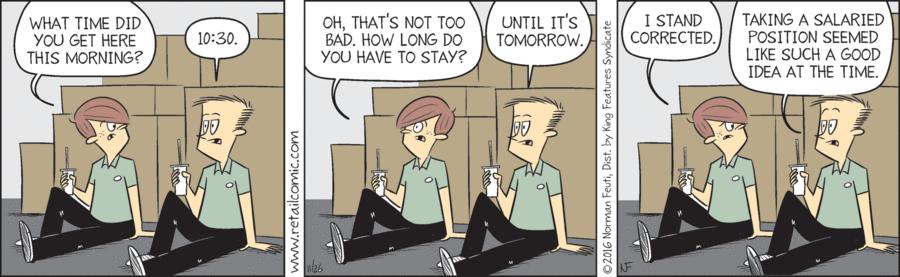 WHAT TIME DID
YOU GET HERE
THIS MORNING?
10:30.
www.retailcomic.com
OH, THAT'S NOT TOO
BAD. HOW LONG DO
YOU HAVE TO STAY?
UNTIL IT'S
TOMORROW.
11/25
©2016 Norman Feuti, Dist. by King Features Syndicate
I STAND
CORRECTED.
TAKING A SALARIED
POSITION SEEMED
LIKE SUCH A GOOD
IDEA AT THE TIME.
NF